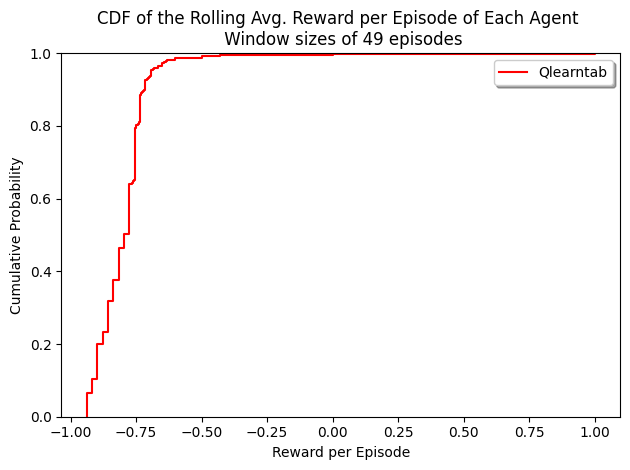 CDF of the Rolling Avg. Reward per Episode of Each Agent
Window sizes of 49 episodes
Qlearntab
Cumulative Probability
1.0
0.8
0.6
0.4
0.2
0.0
−1.00 −0.75 −0.50 −0.25 0.00 0.25 0.50 0.75 1.00
Reward per Episode